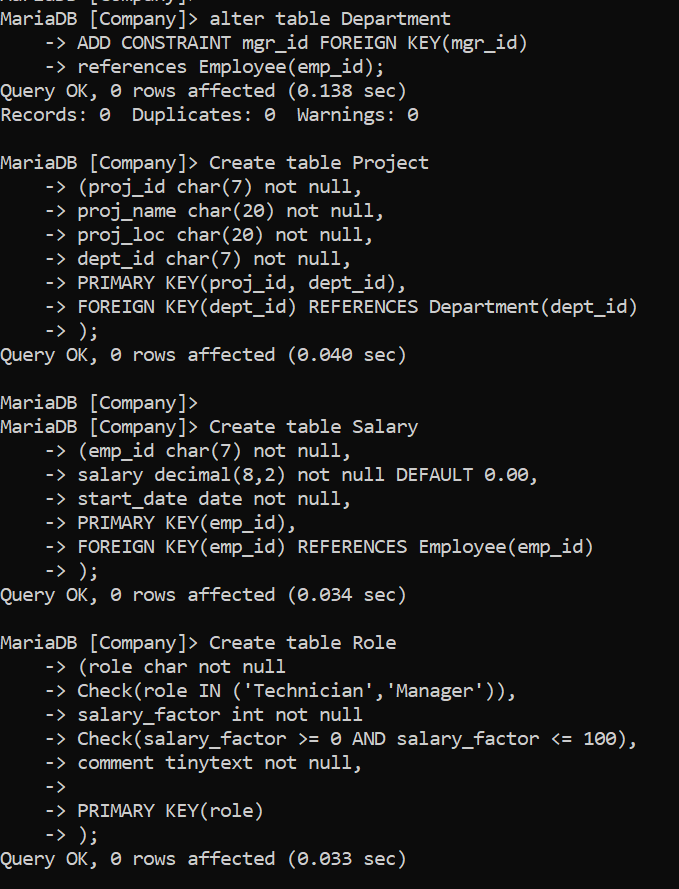 MariaDB [Company]> alter table Department
    -> ADD CONSTRAINT mgr_id FOREIGN KEY(mgr_id)
    -> references Employee(emp_id);
Query OK, 0 rows affected (0.138 sec)
Records: 0  Duplicates: 0  Warnings: 0

MariaDB [Company]> Create table Project
    -> (proj_id char(7) not null,
    -> proj_name char(20) not null,
    -> proj_loc char(20) not null,
    -> dept_id char(7) not null,
    -> PRIMARY KEY(proj_id, dept_id),
    -> FOREIGN KEY(dept_id) REFERENCES Department(dept_id)
    -> );
Query OK, 0 rows affected (0.040 sec)

MariaDB [Company]>
MariaDB [Company]> Create table Salary
    -> (emp_id char(7) not null,
    -> salary decimal(8,2) not null DEFAULT 0.00,
    -> start_date date not null,
    -> PRIMARY KEY(emp_id),
    -> FOREIGN KEY(emp_id) REFERENCES Employee(emp_id)
    -> );
Query OK, 0 rows affected (0.034 sec)

MariaDB [Company]> Create table Role
    -> (role char not null
    -> Check(role IN ('Technician','Manager')),
    -> salary_factor int not null
    -> Check(salary_factor >= 0 AND salary_factor <= 100),
    -> comment tinytext not null,
    ->
    -> PRIMARY KEY(role)
    -> );
Query OK, 0 rows affected (0.033 sec)